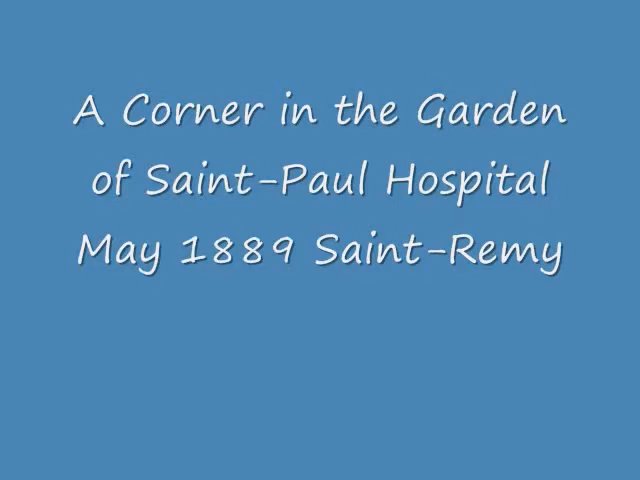 A Corner in the Garden
of Saint-Paul Hospital
May 1889 Saint-Remy